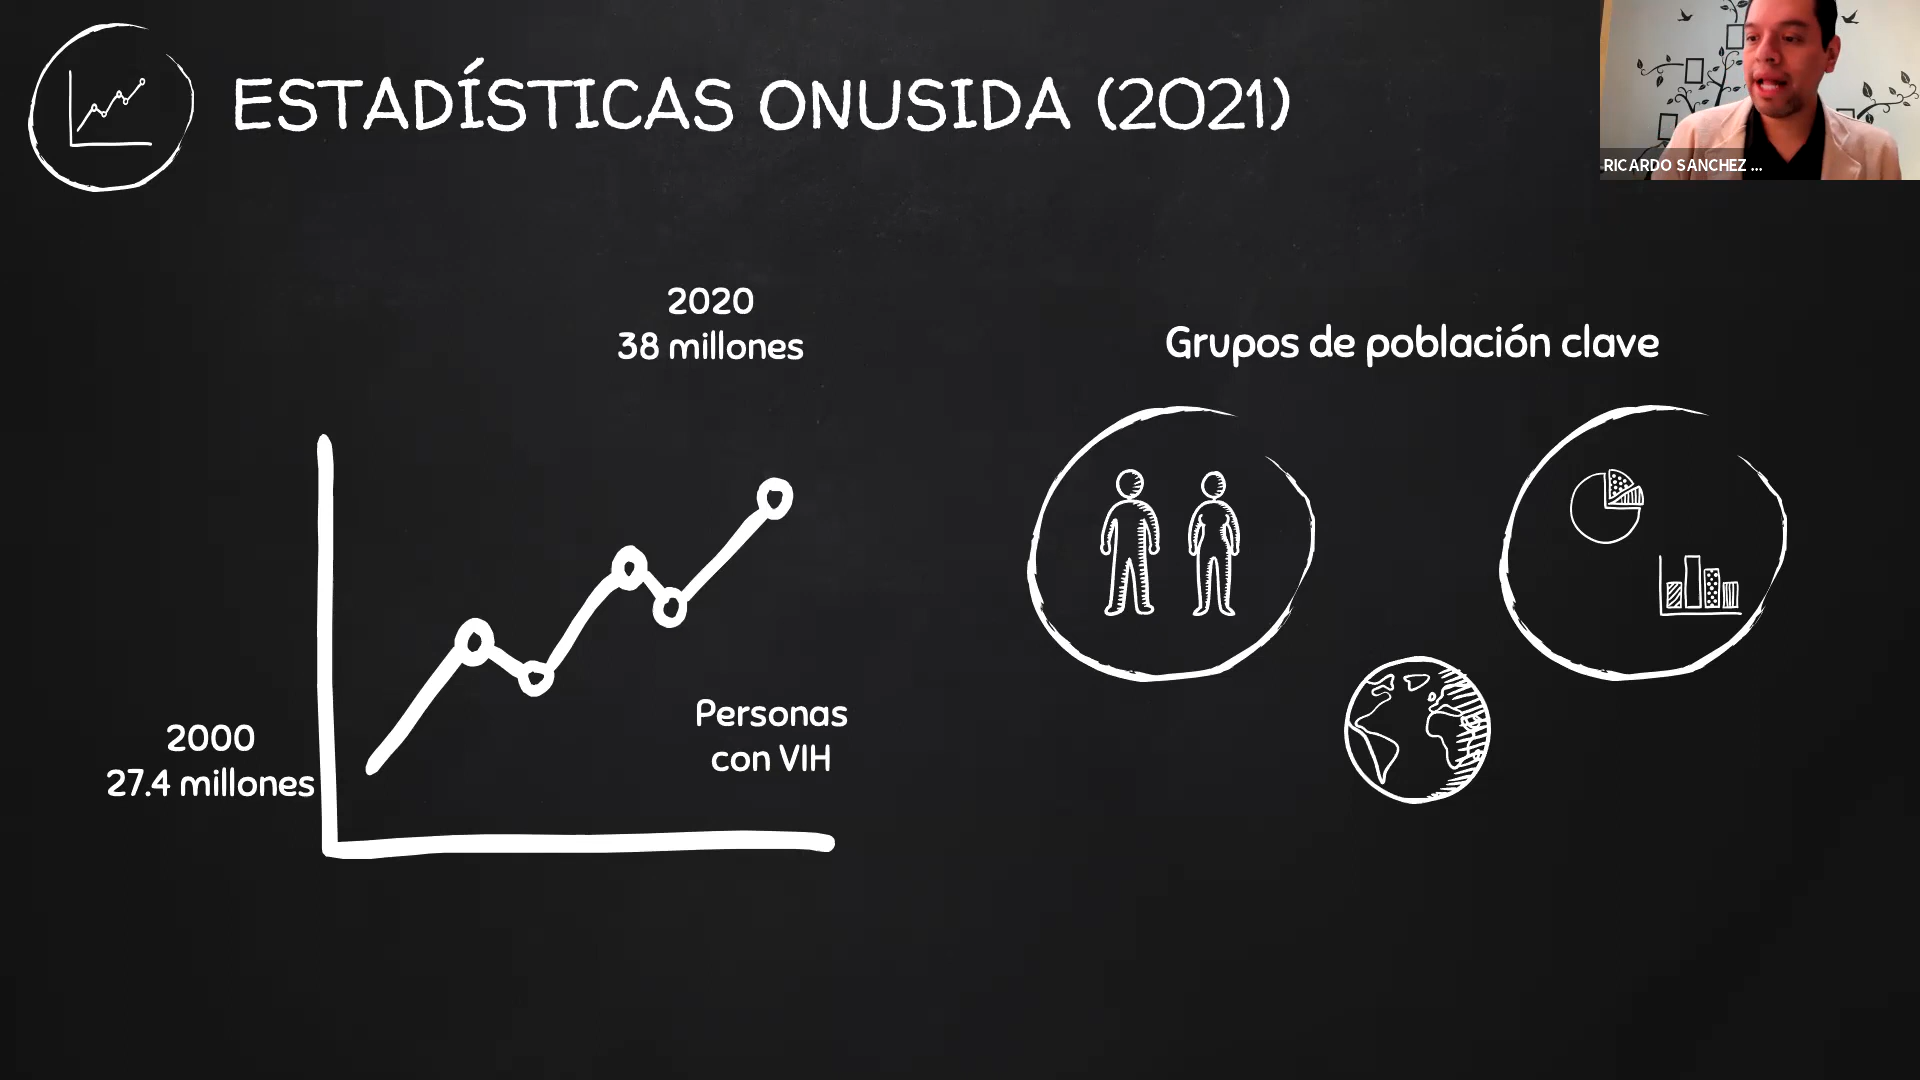 ESTADÍSTICAS ONUSIDA (2021)
RICARDO SANCHEZ ...
2020
38 millones
Grupos de población clave
Personas
con VIH
2000
27.4 millones